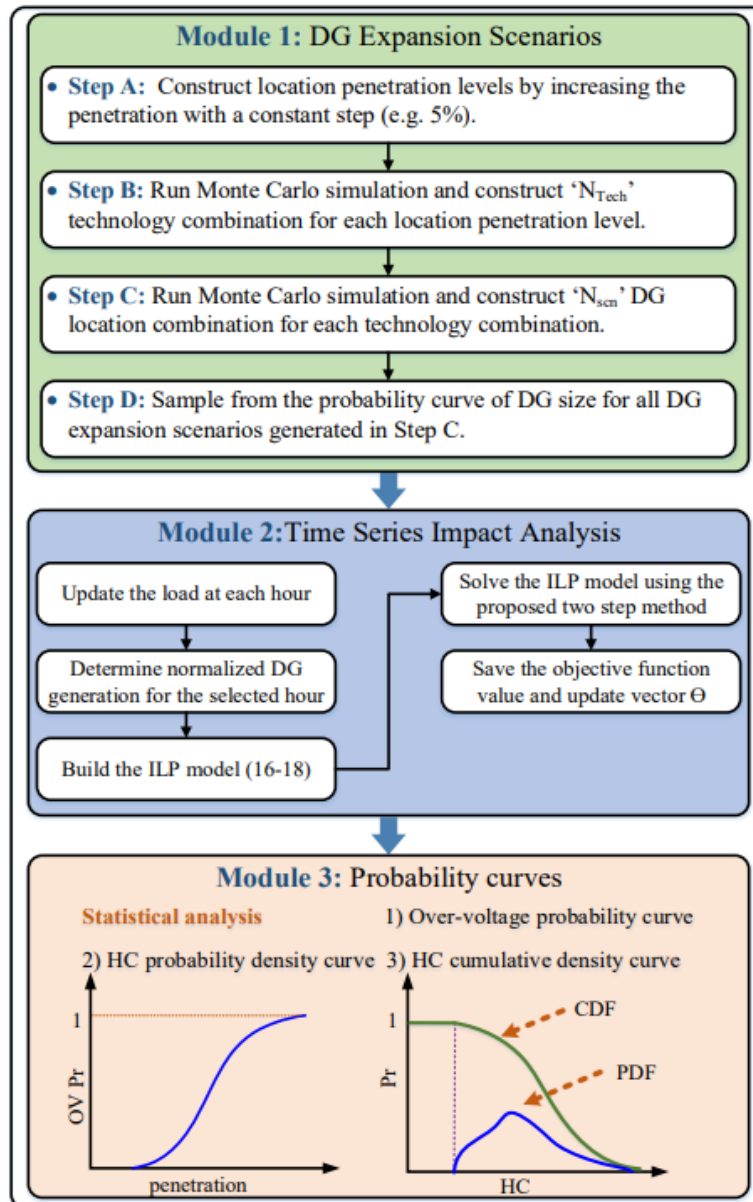 Module 1: DG Expansion Scenarios
• Step A: Construct location penetration levels by increasing the
penetration with a constant step (e.g. 5%).
• Step B: Run Monte Carlo simulation and construct ‘N_Tech’
technology combination for each location penetration level.
• Step C: Run Monte Carlo simulation and construct ‘N_scn’ DG
location combination for each technology combination.
• Step D: Sample from the probability curve of DG size for all DG
expansion scenarios generated in Step C.
Module 2:Time Series Impact Analysis
Update the load at each hour
Determine normalized DG
generation for the selected hour
Build the ILP model (16-18)
Solve the ILP model using the
proposed two step method
Save the objective function
value and update vector Θ
Module 3: Probability curves
Statistical analysis
1) Over-voltage probability curve
2) HC probability density curve
3) HC cumulative density curve
1
OV Pr
penetration
1
Pr
CDF
PDF
HC